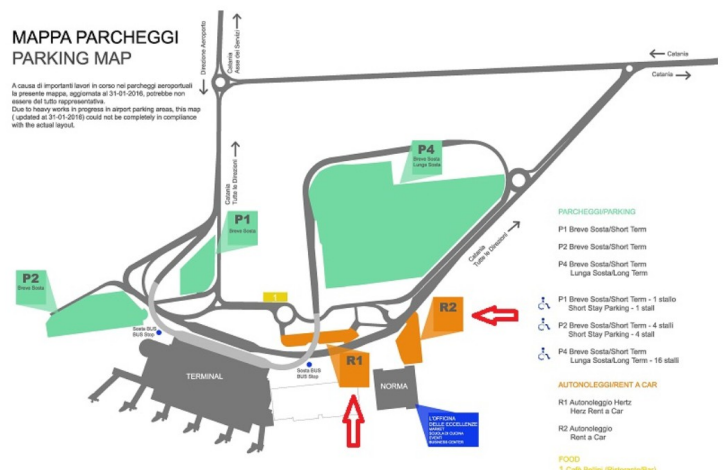 MAPPA PARCHEGGI
PARKING MAP
A causa di importanti lavori in corso nei parcheggi aeroportuali
la presente mappa, aggiornata al 31-01-2016, potrebbe non
essere del tutto rappresentativa.
Due to heavy works in progress in airport parking areas, this map
( updated at 31-01-2016) could not be completely in compliance
with the actual layout.
Direzione Aeroporto
Catania
Asse dei Servizi
Catania
Catania
Catania
Tutte le Direzioni
P4
Breve Sosta
Lunga Sosta
P1
Breve Sosta
P2
Breve Sosta
Catania
Tutte le Direzioni
1
R2
Sosta BUS
BUS Stop
R1
Sosta BUS
BUS Stop
TERMINAL
NORMA
L'OFFICINA
DELLE ECCELLENZE
MARKET
SCUOLA DI CUCINA
EVENTI
BUSINESS CENTER
PARCHEGGI/PARKING
P1 Breve Sosta/Short Term
P2 Breve Sosta/Short Term
P4 Breve Sosta/Short Term
Lunga Sosta/Long Term
P1 Breve Sosta/Short Term - 1 stallo
Short Stay Parking - 1 stall
P2 Breve Sosta/Short Term - 4 stalli
Short Stay Parking - 4 stall
P4 Breve Sosta/Short Term
Lunga Sosta/Long Term - 16 stalli
AUTONOLEGGI/RENT A CAR
R1 Autonoleggio Hertz
Herz Rent a Car
R2 Autonoleggio
Rent a Car
FOOD